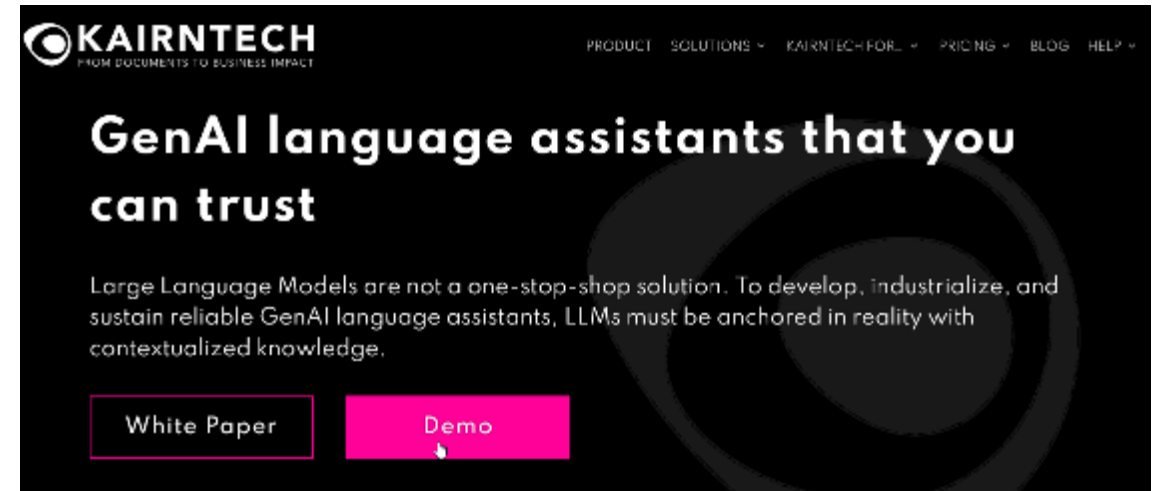 KAIRNTECH
FROM DOCUMENTS TO BUSINESS IMPACT
PRODUCT SOLUTIONS KAIRNTECH FOR... PRICING BLOG HELP
GenAI language assistants that you
can trust
Large Language Models are not a one-stop-shop solution. To develop, industrialize, and
sustain reliable GenAI language assistants, LLMs must be anchored in reality with
contextualized knowledge.
White Paper Demo